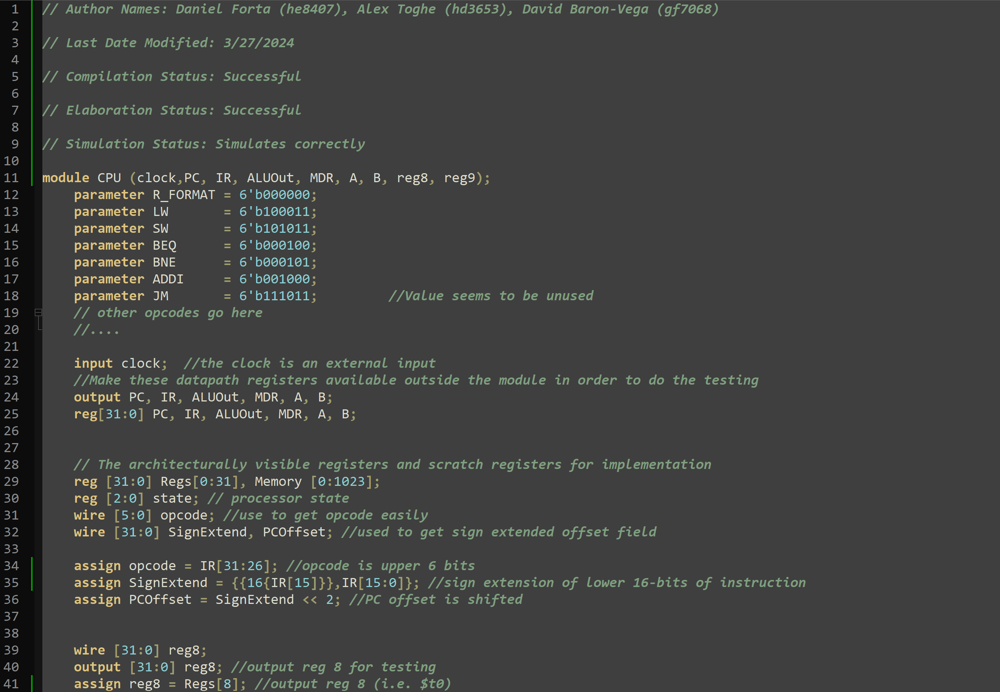 1 // Author Names: Daniel Forta (he8407), Alex Toghe (hd3653), David Baron-Vega (gf7068)
2
3 // Last Date Modified: 3/27/2024
4
5 // Compilation Status: Successful
6
7 // Elaboration Status: Successful
8
9 // Simulation Status: Simulates correctly
10
11 module CPU (clock,PC, IR, ALUOut, MDR, A, B, reg8, reg9);
12     parameter R_FORMAT = 6'b000000;
13     parameter LW       = 6'b100011;
14     parameter SW       = 6'b101011;
15     parameter BEQ      = 6'b000100;
16     parameter BNE      = 6'b000101;
17     parameter ADDI     = 6'b001000;
18     parameter JM       = 6'b111011;         //Value seems to be unused
19     // other opcodes go here
20     //....
21
22     input clock;  //the clock is an external input
23     //Make these datapath registers available outside the module in order to do the testing
24     output PC, IR, ALUOut, MDR, A, B;
25     reg[31:0] PC, IR, ALUOut, MDR, A, B;
26
27
28     // The architecturally visible registers and scratch registers for implementation
29     reg [31:0] Regs[0:31], Memory [0:1023];
30     reg [2:0] state; // processor state
31     wire [5:0] opcode; //use to get opcode easily
32     wire [31:0] SignExtend, PCOffset; //used to get sign extended offset field
33
34     assign opcode = IR[31:26]; //opcode is upper 6 bits
35     assign SignExtend = {{16{IR[15]}},IR[15:0]}; //sign extension of lower 16-bits of instruction
36     assign PCOffset = SignExtend << 2; //PC offset is shifted
37
38
39     wire [31:0] reg8;
40     output [31:0] reg8; //output reg 8 for testing
41     assign reg8 = Regs[8]; //output reg 8 (i.e. $t0)